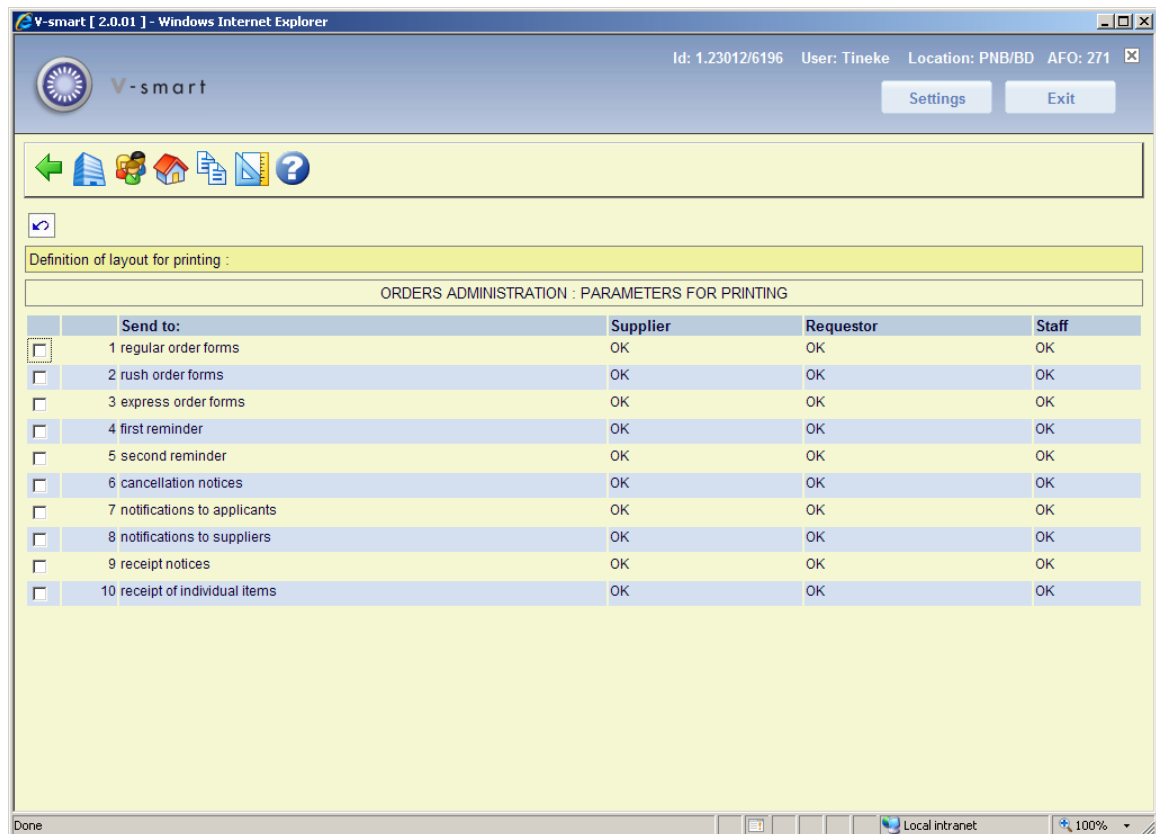 V-smart [ 2.0.01 ] - Windows Internet Explorer
Id: 1.23012/6196 User: Tineke Location: PNB/BD AFO: 271
V-smart
Settings Exit
Definition of layout for printing :
ORDERS ADMINISTRATION : PARAMETERS FOR PRINTING
Send to: Supplier Requestor Staff
1 regular order forms OK OK OK
2 rush order forms OK OK OK
3 express order forms OK OK OK
4 first reminder OK OK OK
5 second reminder OK OK OK
6 cancellation notices OK OK OK
7 notifications to applicants OK OK OK
8 notifications to suppliers OK OK OK
9 receipt notices OK OK OK
10 receipt of individual items OK OK OK
Done Local intranet 100%